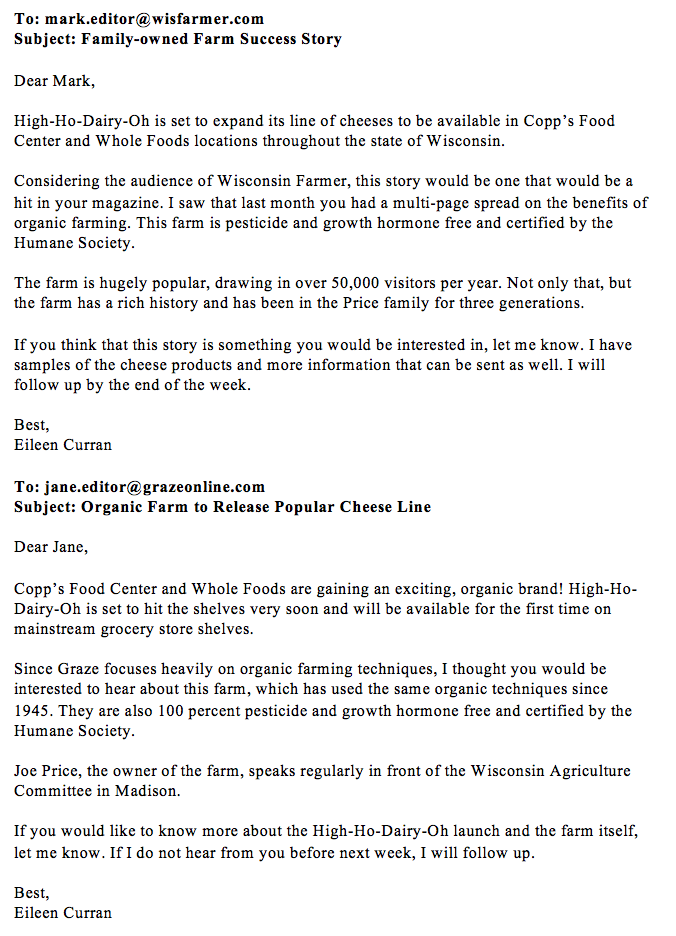 To: mark.editor@wisfarmer.com
Subject: Family-owned Farm Success Story
Dear Mark,
High-Ho-Dairy-Oh is set to expand its line of cheeses to be available in Copp's Food
Center and Whole Foods locations throughout the state of Wisconsin.
Considering the audience of Wisconsin Farmer, this story would be one that would be a
hit in your magazine. I saw that last month you had a multi-page spread on the benefits of
organic farming. This farm is pesticide and growth hormone free and certified by the
Humane Society.
The farm is hugely popular, drawing in over 50,000 visitors per year. Not only that, but
the farm has a rich history and has been in the Price family for three generations.
If you think that this story is something you would be interested in, let me know. I have
samples of the cheese products and more information that can be sent as well. I will
follow up by the end of the week.
Best,
Eileen Curran
To: jane.editor@grazeonline.com
Subject: Organic Farm to Release Popular Cheese Line
Dear Jane,
Copp's Food Center and Whole Foods are gaining an exciting, organic brand! High-Ho-
Dairy-Oh is set to hit the shelves very soon and will be available for the first time on
mainstream grocery store shelves.
Since Graze focuses heavily on organic farming techniques, I thought you would be
interested to hear about this farm, which has used the same organic techniques since
1945. They are also 100 percent pesticide and growth hormone free and certified by the
Humane Society.
Joe Price, the owner of the farm, speaks regularly in front of the Wisconsin Agriculture
Committee in Madison.
If you would like to know more about the High-Ho-Dairy-Oh launch and the farm itself,
let me know. If I do not hear from you before next week, I will follow up.
Best,
Eileen Curran